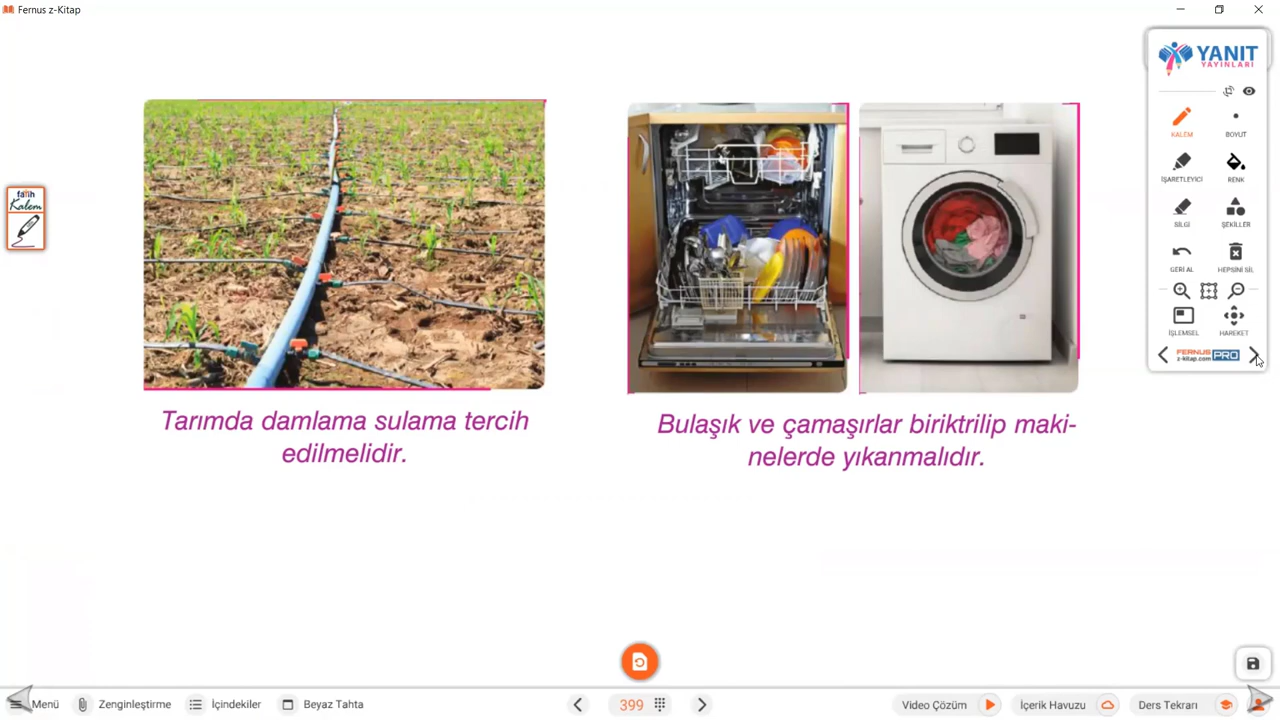 Fernus z-Kitap
YANIT
YAYINLARI
fatih
Kalem
KALEM
BOYUT
İŞARETLEYİCİ
RENK
SİLGİ
ŞEKİLLER
GERİ AL
HEPSİNİ SİL
İŞLEMSEL
HAREKET
FERNUS PRO
z-kitap.com
Tarımda damlama sulama tercih
edilmelidir.
Bulaşık ve çamaşırlar biriktrilip maki-
nelerde yıkanmalıdır.
Menü
Zenginleştirme
İçindekiler
Beyaz Tahta
399
Video Çözüm
İçerik Havuzu
Ders Tekrarı